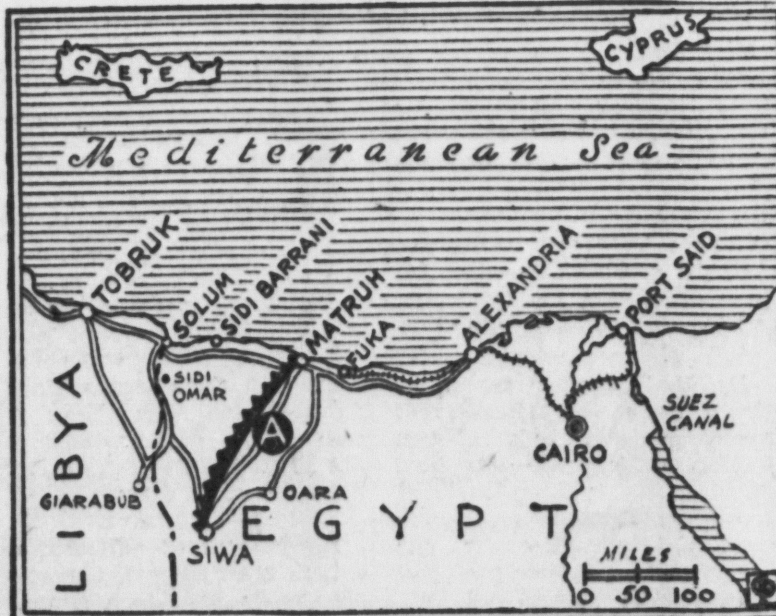 CRETE
CYPRUS
Mediterranean Sea
TOBRUK
SOLUM
SIDI BARRANI
MATRUH
FUKA
ALEXANDRIA
PORT SAID
LIBYA
SIDI
OMAR
A
SUEZ
CANAL
CAIRO
GIARABUB
OARA
SIWA
EGYPT
MILES
0 50 100